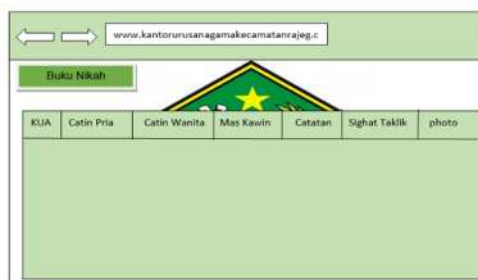 www.kantorurusanagamakecamatanrajeg.c
Buku Nikah
KUA Catin Pria Catin Wanita Mas Kawin Catatan Sighat Taklik photo